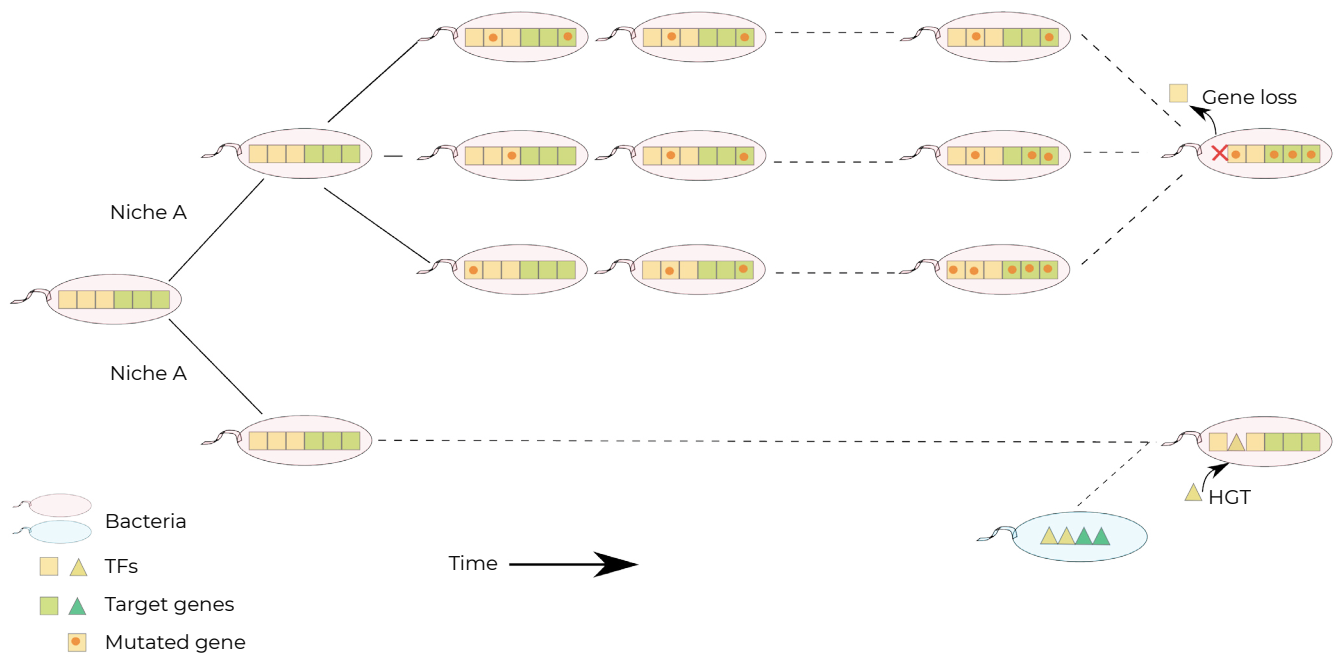 Gene loss
Niche A
Niche A
HGT
Bacteria
Time
TFs
Target genes
Mutated gene